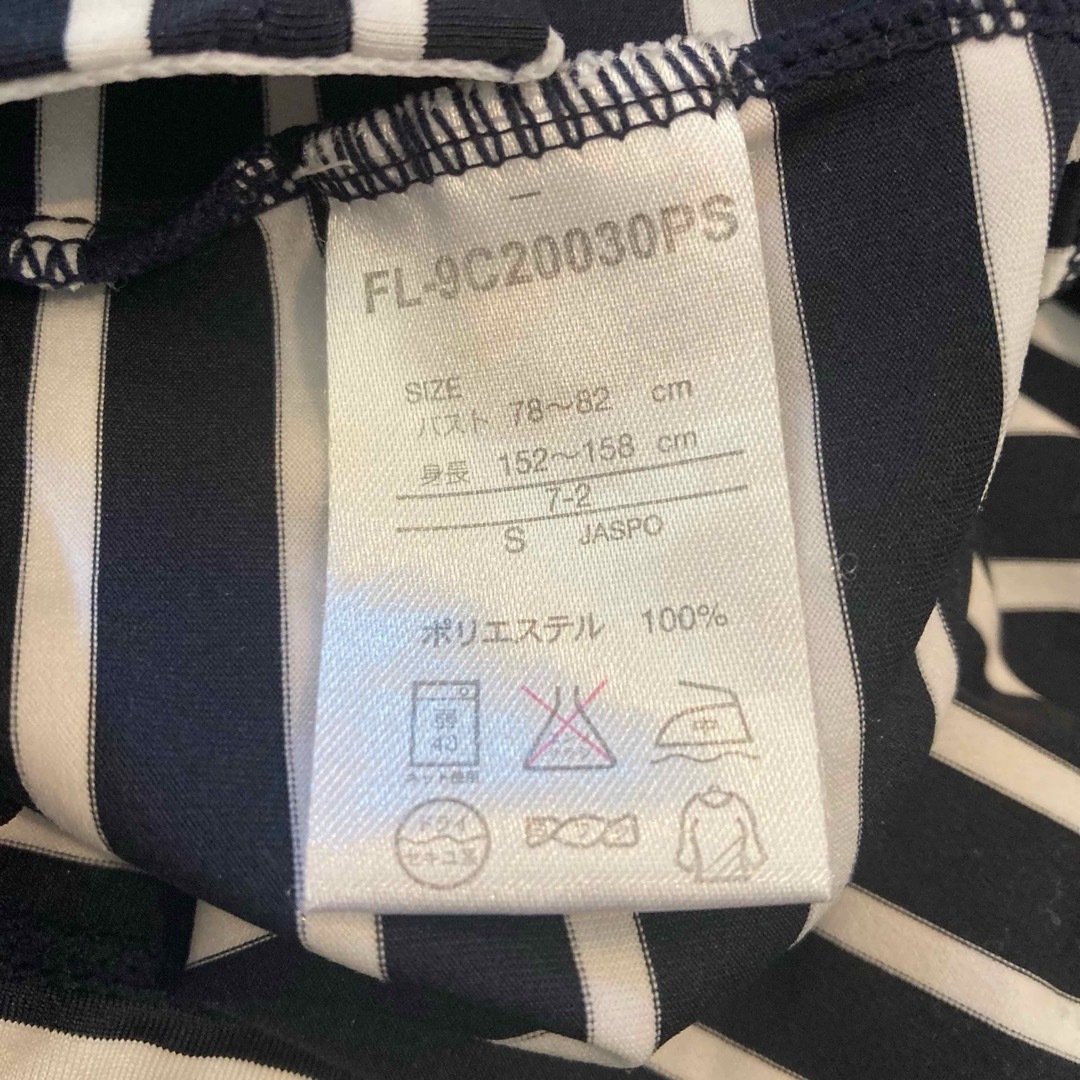 FL-9C20030PS
SIZE
バスト 78～82 cm
身長 152～158 cm
7-2
S JASPO
ポリエステル 100%
40
中
ネット使用
ドライ
セキユ系